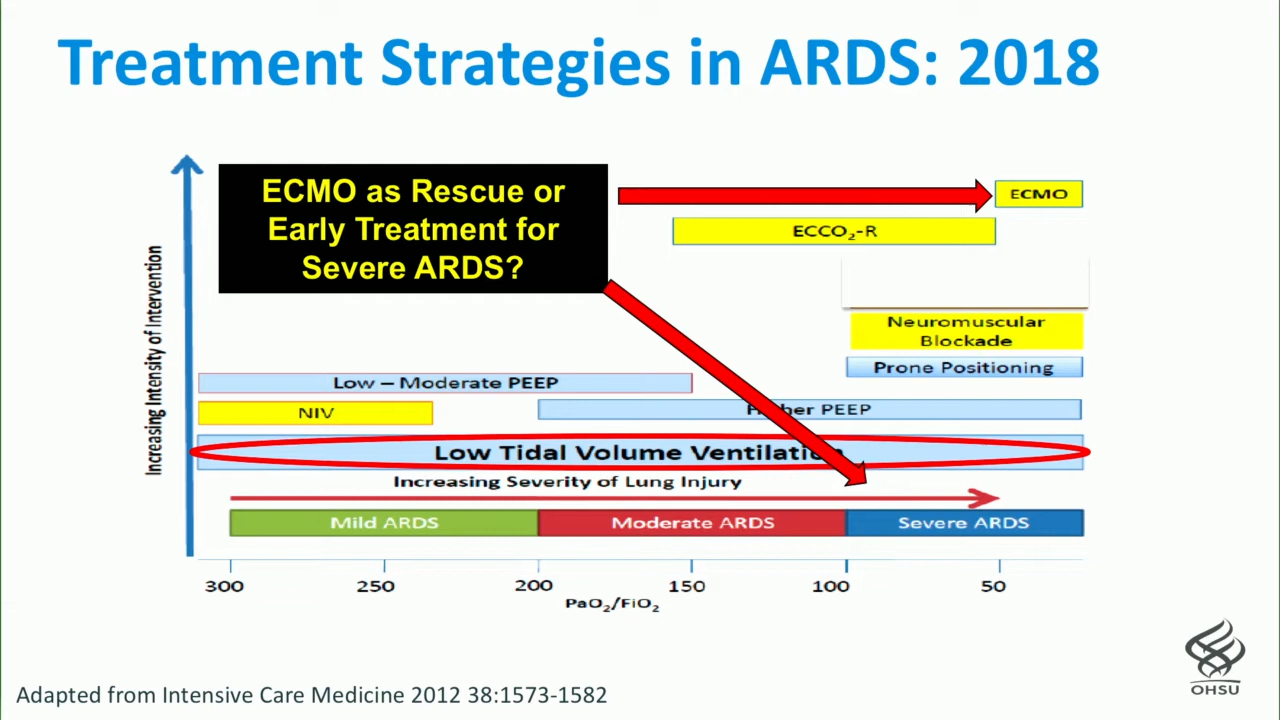 Treatment Strategies in ARDS: 2018
ECMO as Rescue or
Early Treatment for
Severe ARDS?
ECMO
ECCO₂-R
Increasing Intensity of Intervention
Neuromuscular
Blockade
Prone Positioning
Low – Moderate PEEP
NIV
PEEP
Low Tidal Volume Ventilation
Increasing Severity of Lung Injury
Mild ARDS
Moderate ARDS
Severe ARDS
300
250
200
150
100
50
PaO₂/FiO₂
Adapted from Intensive Care Medicine 2012 38:1573-1582
OHSU